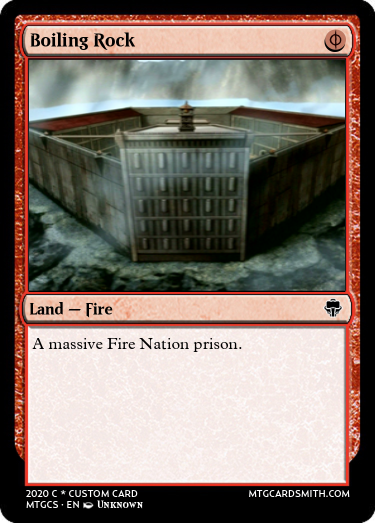 Boiling Rock
Land — Fire
A massive Fire Nation prison.
2020 C * CUSTOM CARD
MTGCS · EN Unknown
MTGCARDSMITH.COM